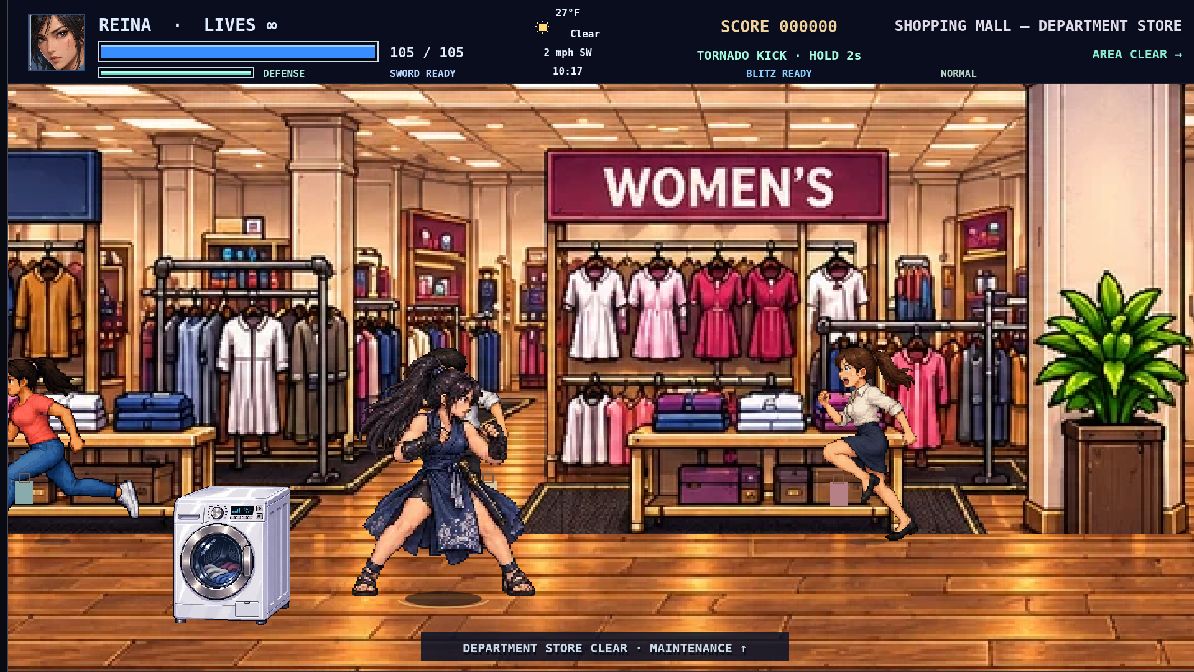 REINA · LIVES ∞
105 / 105
DEFENSE
SWORD READY
27°F
Clear
2 mph SW
10:17
SCORE 000000
TORNADO KICK · HOLD 2s
BLITZ READY
SHOPPING MALL — DEPARTMENT STORE
AREA CLEAR →
NORMAL
WOMEN'S
DEPARTMENT STORE CLEAR · MAINTENANCE ↑